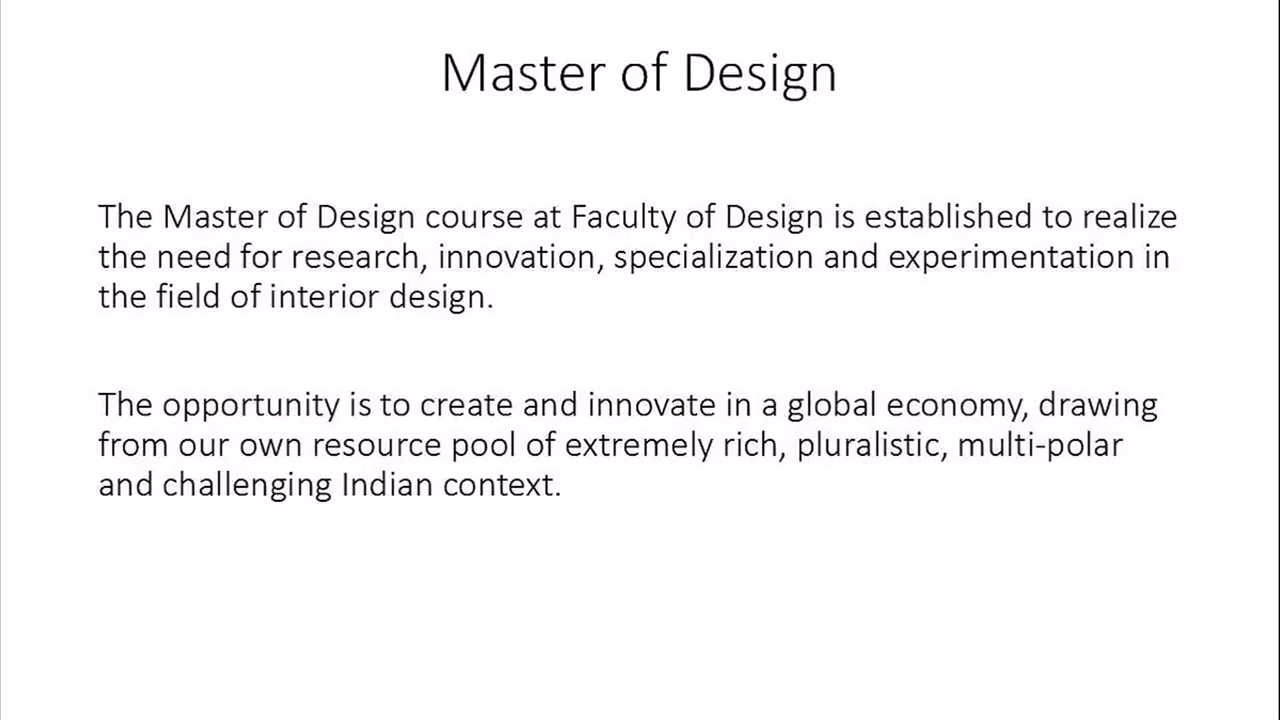 Master of Design
The Master of Design course at Faculty of Design is established to realize
the need for research, innovation, specialization and experimentation in
the field of interior design.
The opportunity is to create and innovate in a global economy, drawing
from our own resource pool of extremely rich, pluralistic, multi-polar
and challenging Indian context.